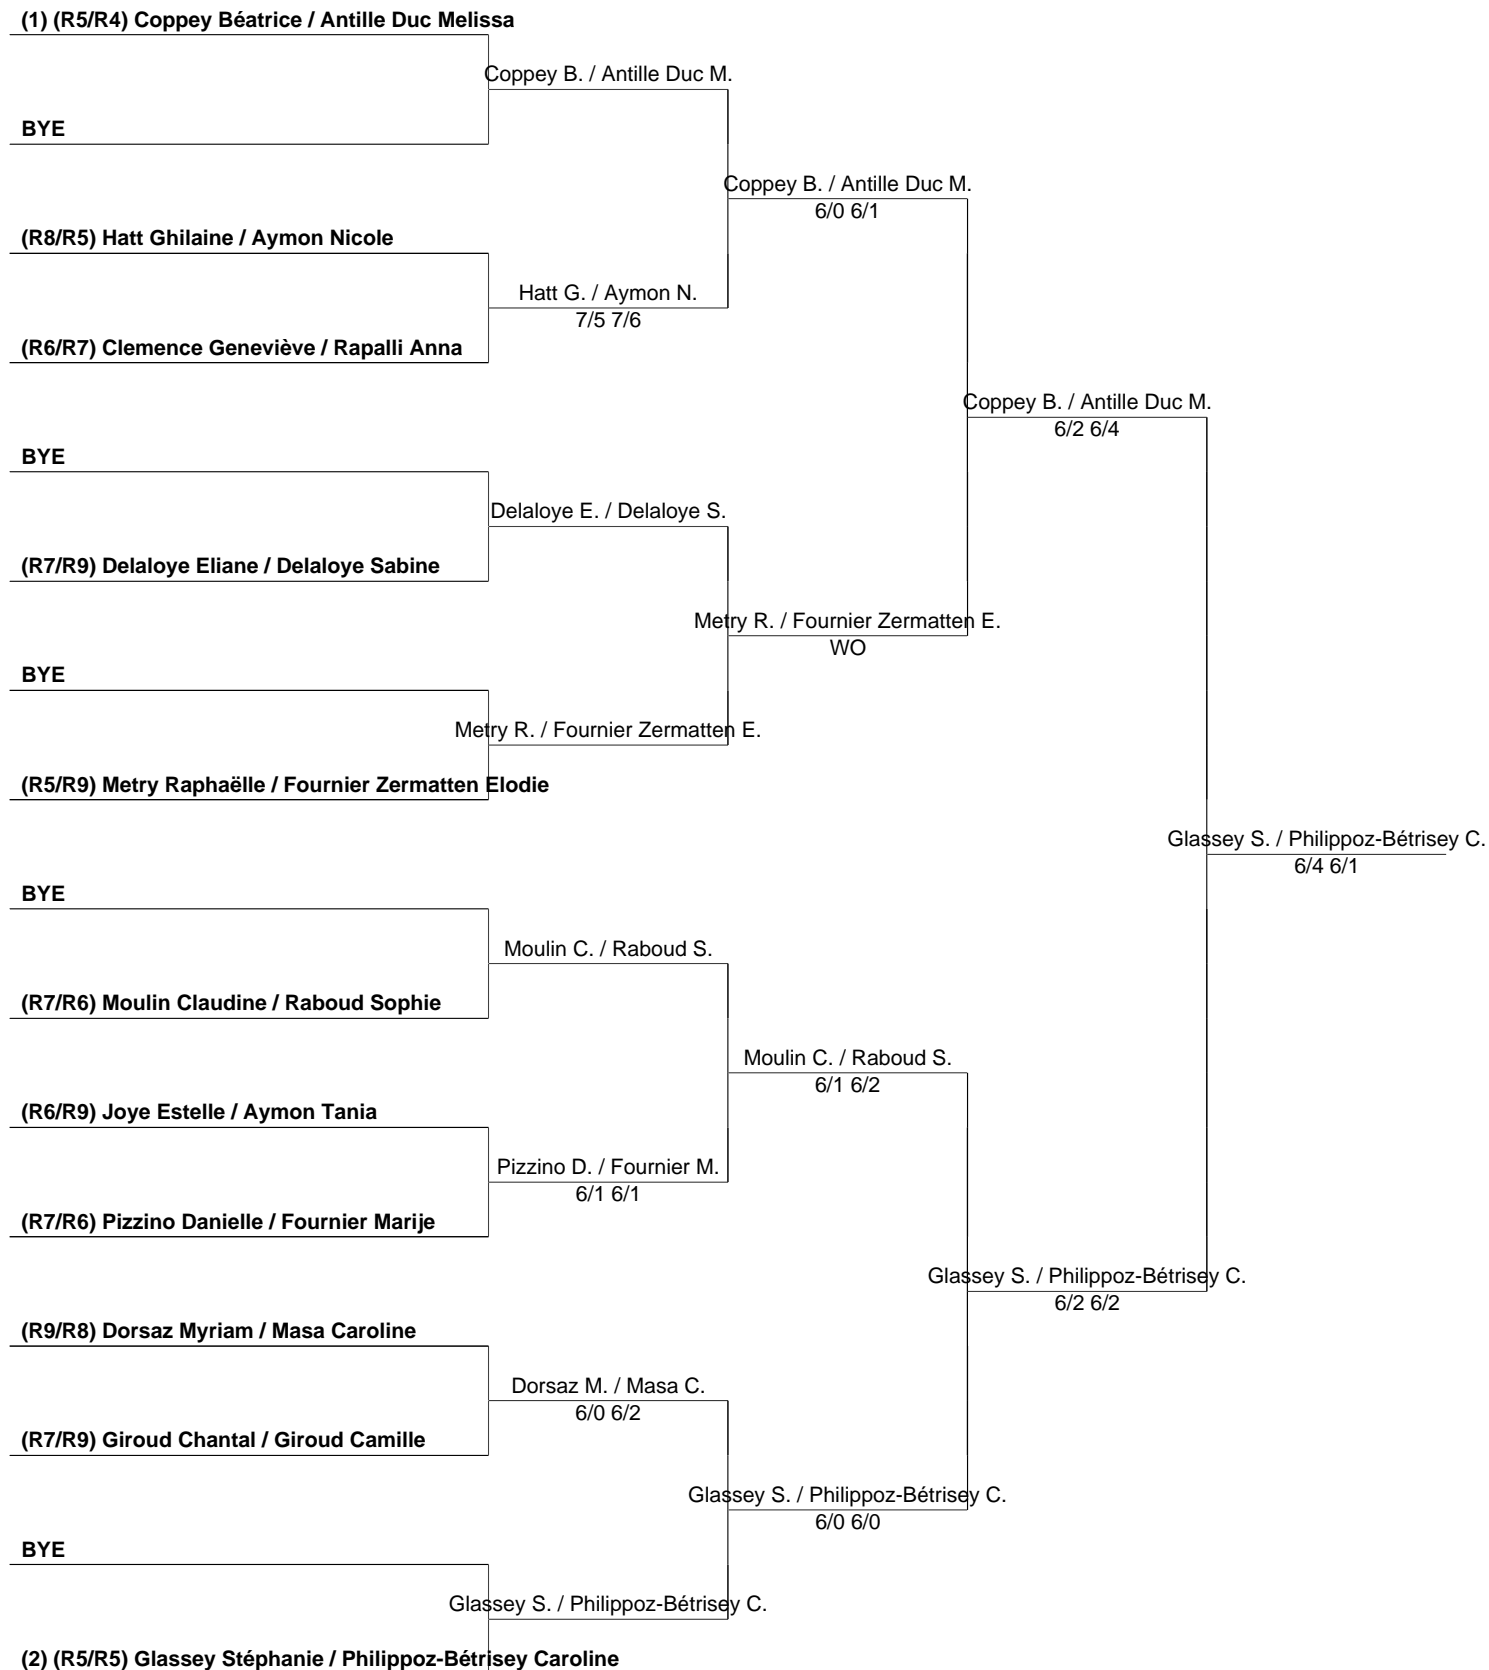 (1) (R5/R4) Coppey Béatrice / Antille Duc Melissa
Coppey B. / Antille Duc M.
BYE
Coppey B. / Antille Duc M.
6/0 6/1
(R8/R5) Hatt Ghilaine / Aymon Nicole
Hatt G. / Aymon N.
7/5 7/6
(R6/R7) Clemence Geneviève / Rapalli Anna
Coppey B. / Antille Duc M.
6/2 6/4
BYE
Delaloye E. / Delaloye S.
(R7/R9) Delaloye Eliane / Delaloye Sabine
Metry R. / Fournier Zermatten E.
WO
BYE
Metry R. / Fournier Zermatten E.
(R5/R9) Metry Raphaëlle / Fournier Zermatten Elodie
Glassey S. / Philippoz-Bétrisey C.
6/4 6/1
BYE
Moulin C. / Raboud S.
(R7/R6) Moulin Claudine / Raboud Sophie
Moulin C. / Raboud S.
6/1 6/2
(R6/R9) Joye Estelle / Aymon Tania
Pizzino D. / Fournier M.
6/1 6/1
(R7/R6) Pizzino Danielle / Fournier Marije
Glassey S. / Philippoz-Bétrisey C.
6/2 6/2
(R9/R8) Dorsaz Myriam / Masa Caroline
Dorsaz M. / Masa C.
6/0 6/2
(R7/R9) Giroud Chantal / Giroud Camille
Glassey S. / Philippoz-Bétrisey C.
6/0 6/0
BYE
Glassey S. / Philippoz-Bétrisey C.
(2) (R5/R5) Glassey Stéphanie / Philippoz-Bétrisey Caroline